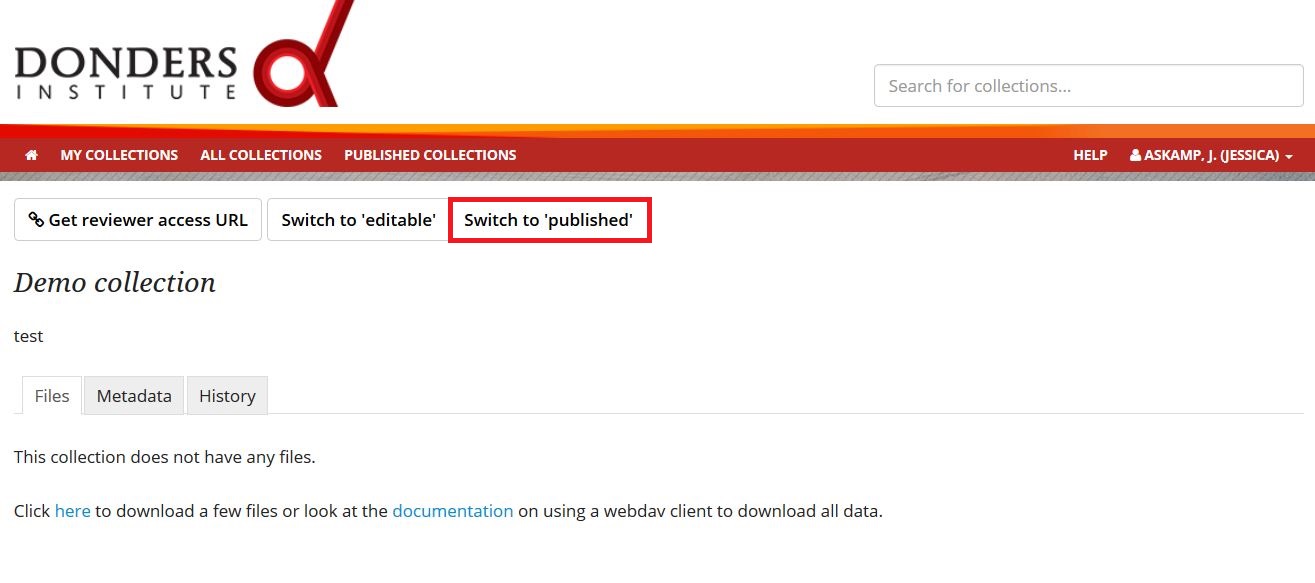 DONDERS
INSTITUTE
Search for collections...
MY COLLECTIONS ALL COLLECTIONS PUBLISHED COLLECTIONS HELP ASKAMP, J. (JESSICA)
Get reviewer access URL Switch to 'editable' Switch to 'published'
Demo collection
test
Files Metadata History
This collection does not have any files.
Click here to download a few files or look at the documentation on using a webdav client to download all data.